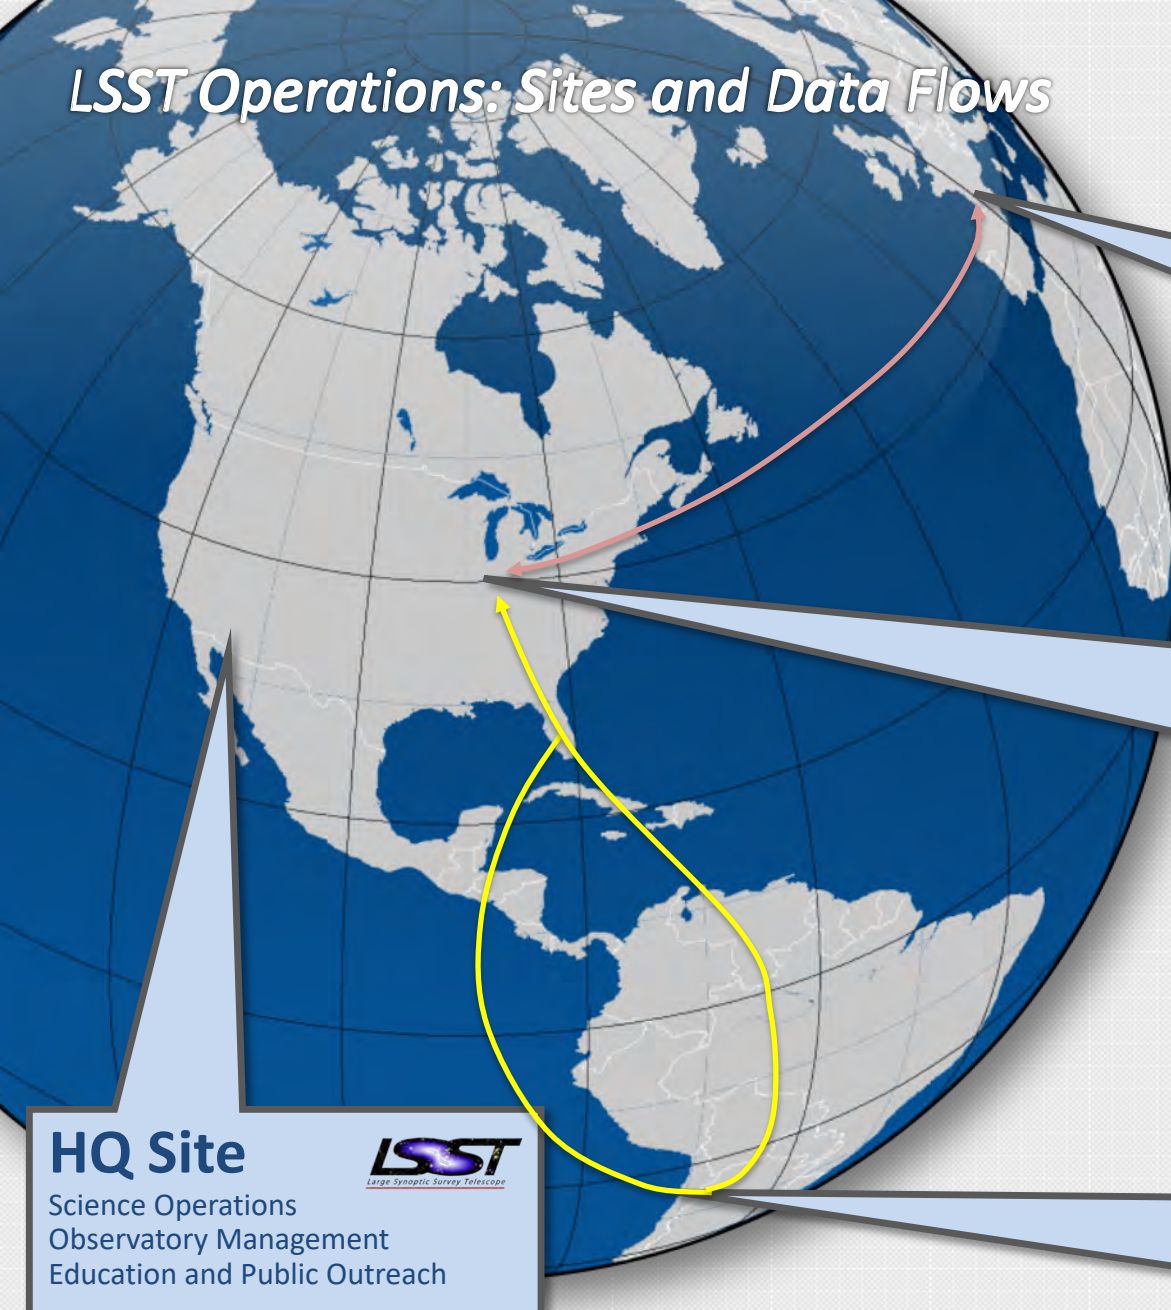 LSST Operations: Sites and Data Flows
HQ Site
LSST
Large Synoptic Survey Telescope
Science Operations
Observatory Management
Education and Public Outreach